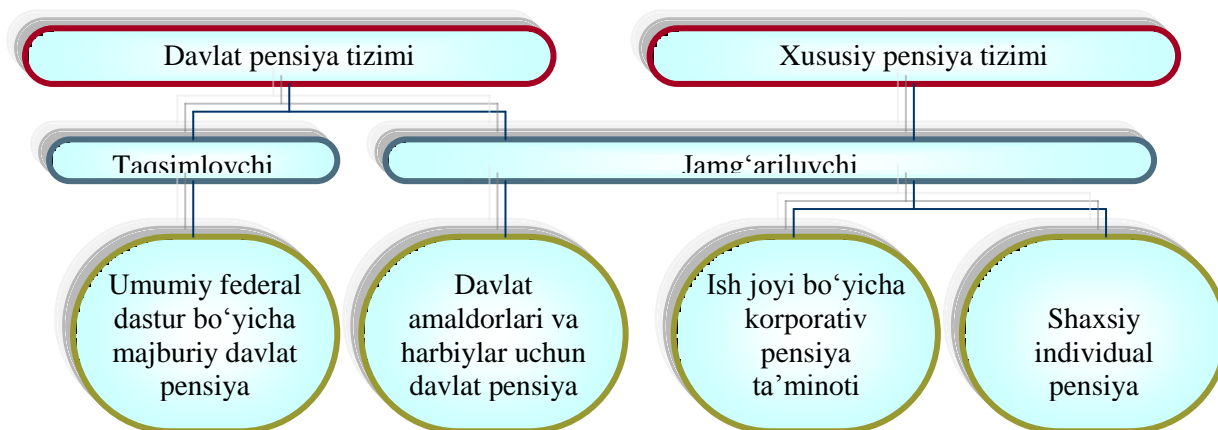 Davlat pensiya tizimi
Xususiy pensiya tizimi
Taqsimlovchi
Jamg‘ariluvchi
Umumiy federal
dastur bo‘yicha
majburiy davlat
pensiya
Davlat
amaldorlari va
harbiylar uchun
davlat pensiya
Ish joyi bo‘yicha
korporativ
pensiya
ta’minoti
Shaxsiy
individual
pensiya